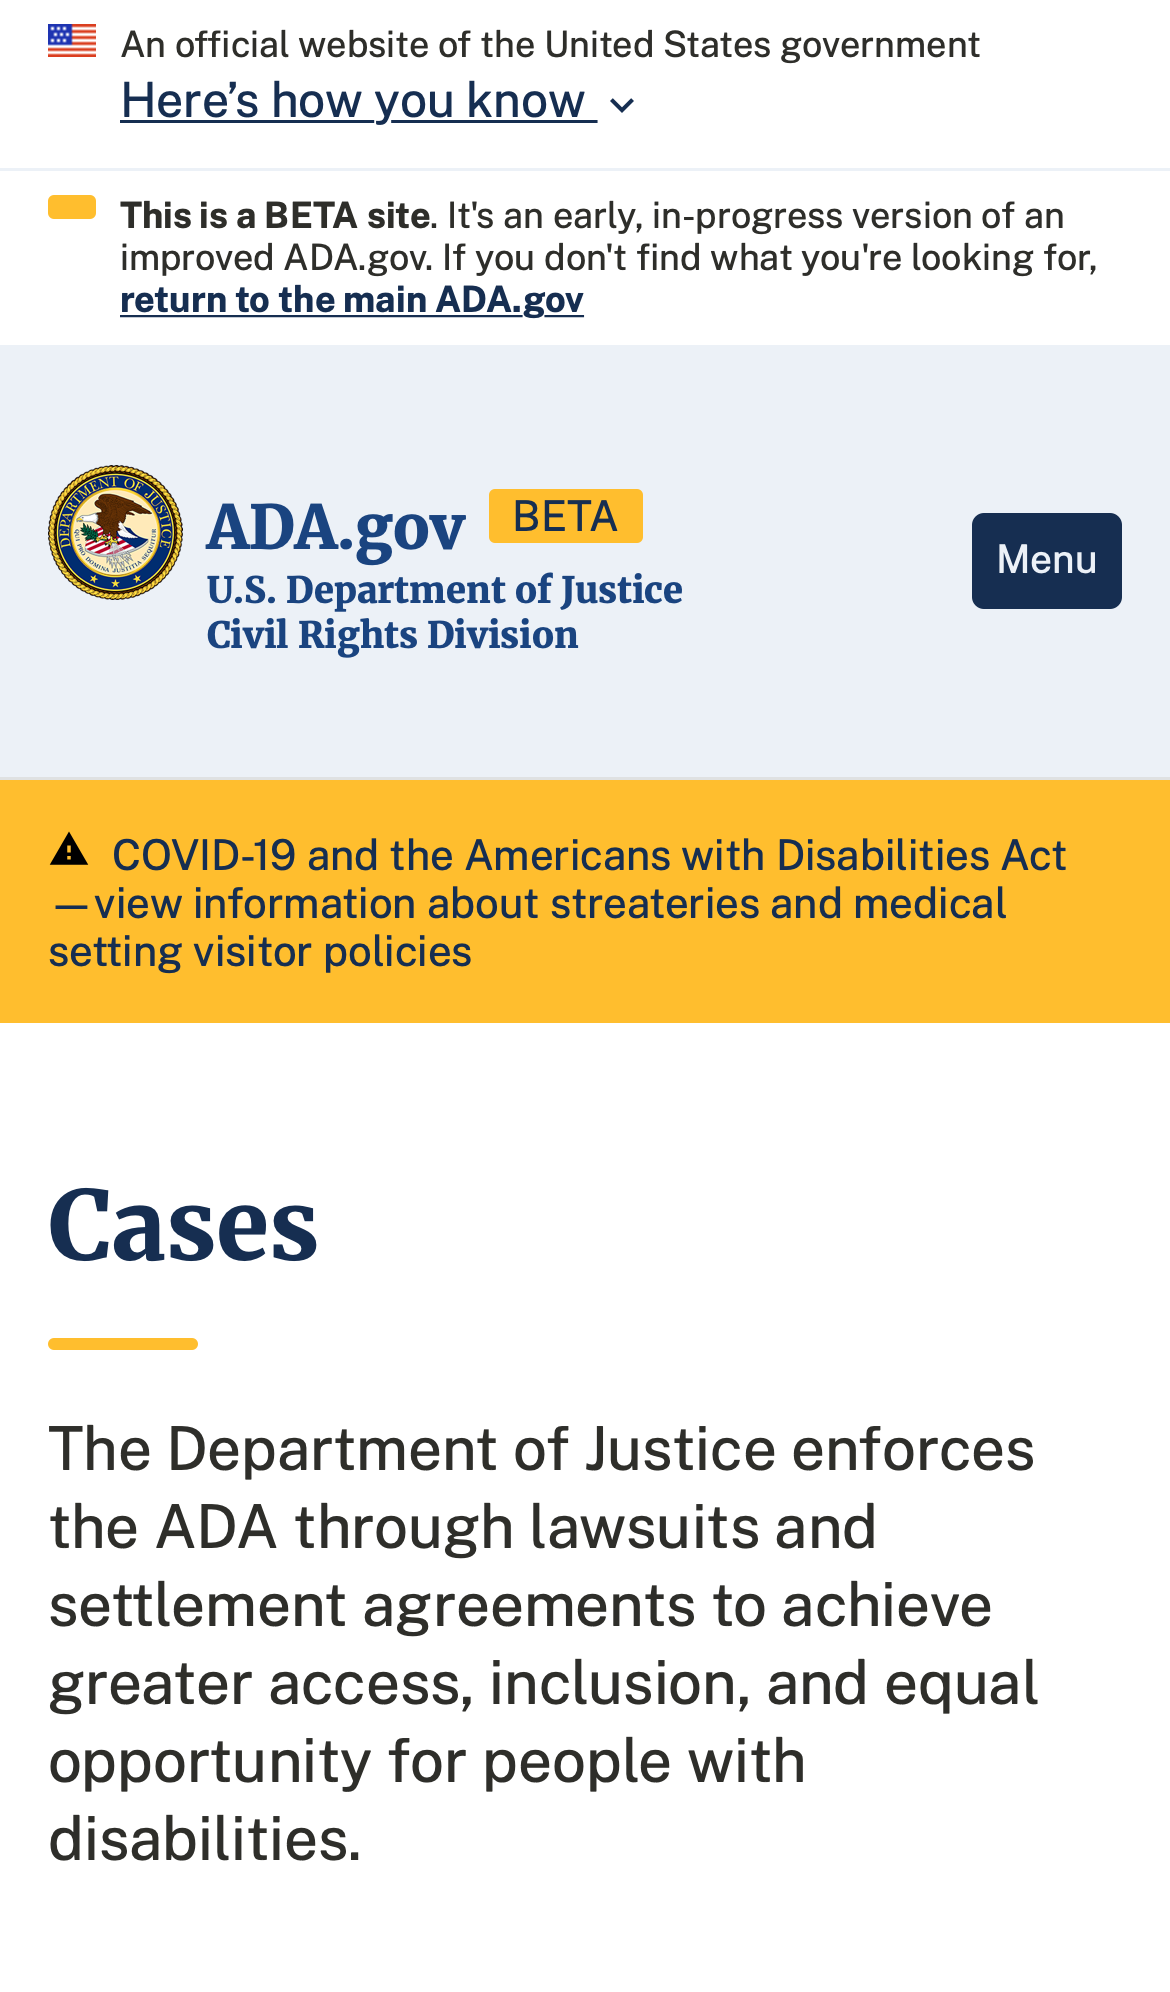 An official website of the United States government
Here’s how you know
This is a BETA site. It's an early, in-progress version of an
improved ADA.gov. If you don't find what you're looking for,
return to the main ADA.gov
DEPARTMENT OF JUSTICE
QUI PRO DOMINA JUSTITIA SEQUITUR
ADA.gov BETA
U.S. Department of Justice
Civil Rights Division
Menu
COVID-19 and the Americans with Disabilities Act
—view information about streateries and medical
setting visitor policies
Cases
The Department of Justice enforces
the ADA through lawsuits and
settlement agreements to achieve
greater access, inclusion, and equal
opportunity for people with
disabilities.